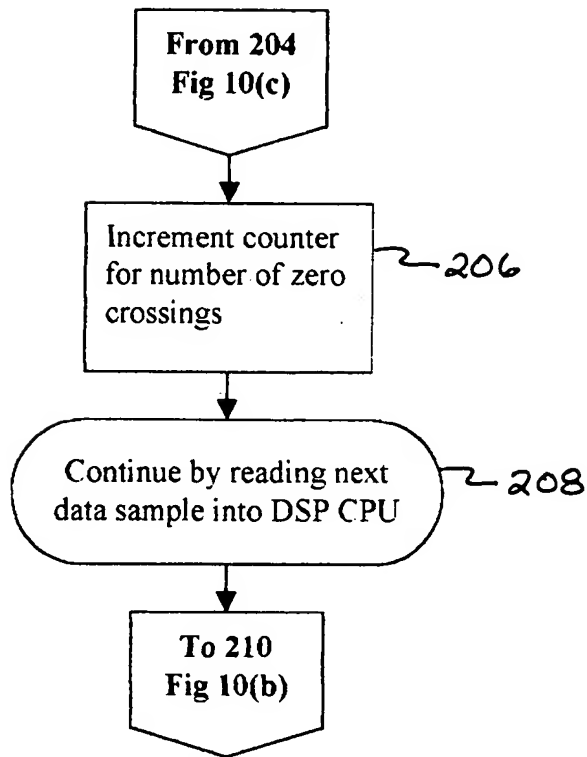 From 204
Fig 10(c)
Increment counter
for number of zero
crossings
206
Continue by reading next
data sample into DSP CPU
208
To 210
Fig 10(b)